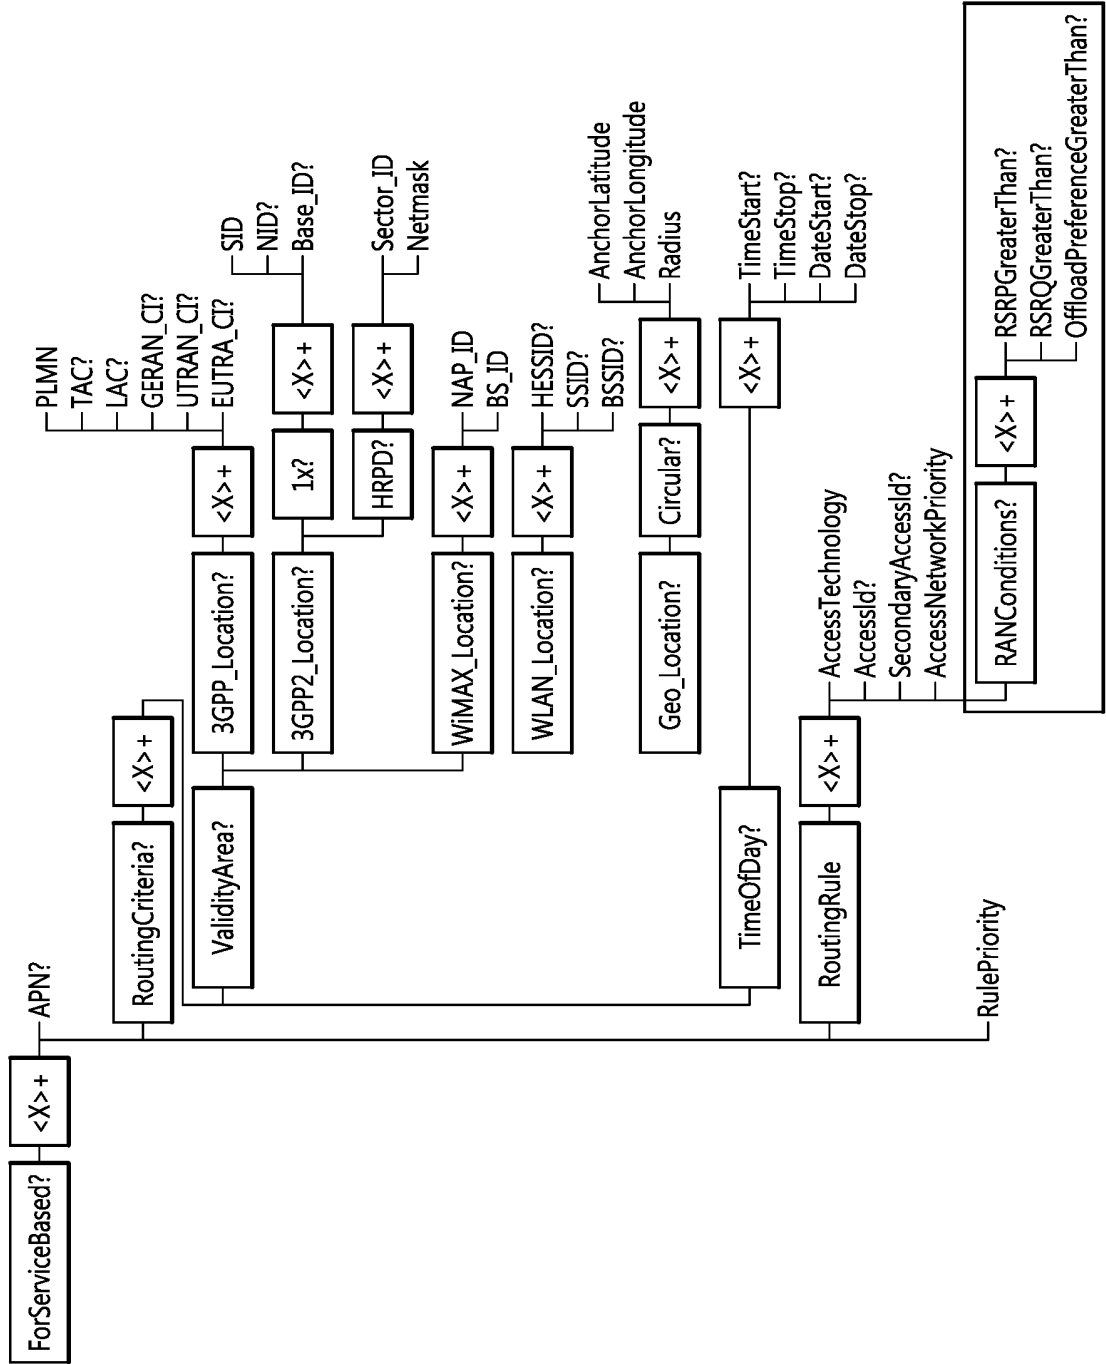 ForServiceBased?
<X>+
APN?
RoutingCriteria?
<X>+
ValidityArea?
3GPP_Location?
<X>+
PLMN
TAC?
LAC?
GERAN_CI?
UTRAN_CI?
EUTRA_CI?
3GPP2_Location?
1x?
<X>+
SID
NID?
Base_ID?
HRPD?
<X>+
Sector_ID
Netmask
WiMAX_Location?
<X>+
NAP_ID
BS_ID
WLAN_Location?
<X>+
HESSID?
SSID?
BSSID?
Geo_Location?
Circular?
<X>+
AnchorLatitude
AnchorLongitude
Radius
TimeOfDay?
<X>+
TimeStart?
TimeStop?
DateStart?
DateStop?
RoutingRule
<X>+
AccessTechnology
AccessId?
SecondaryAccessId?
AccessNetworkPriority
RANConditions?
<X>+
RSRPGreaterThan?
RSRQGreaterThan?
OffloadPreferenceGreaterThan?
RulePriority